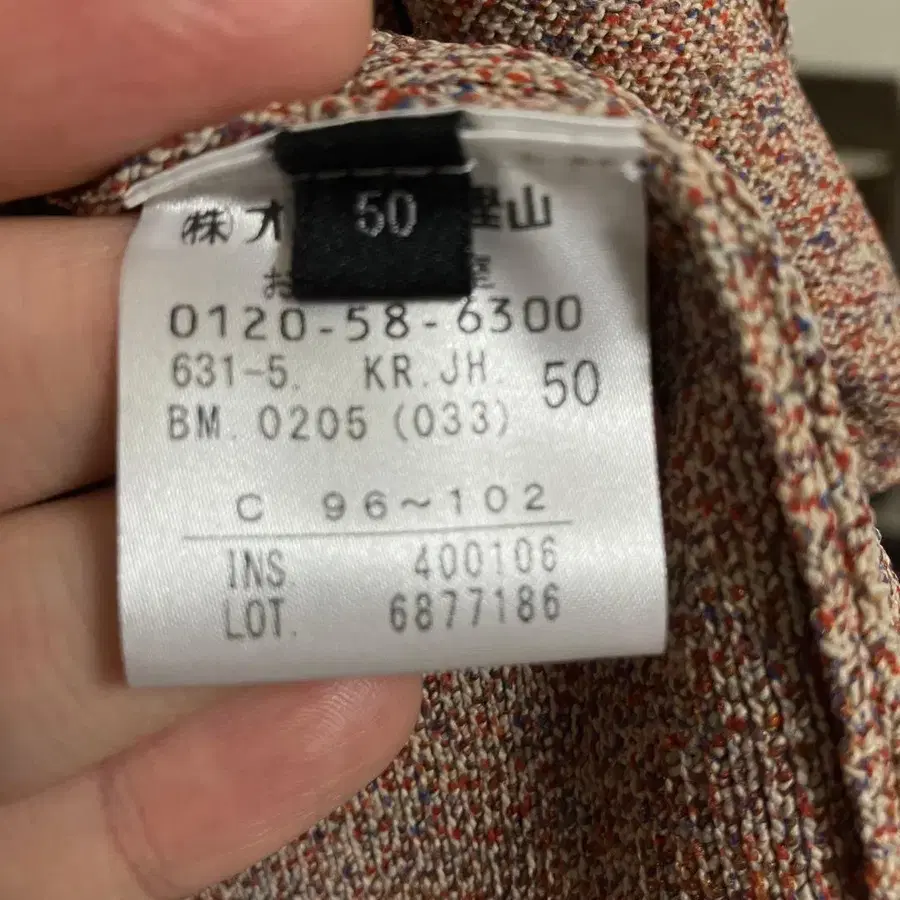 50
㈱オ 山
お
0120-58-6300
631-5. KR.JH. 50
BM. 0205 (033)
C 96~102
INS. 400106
LOT. 6877186